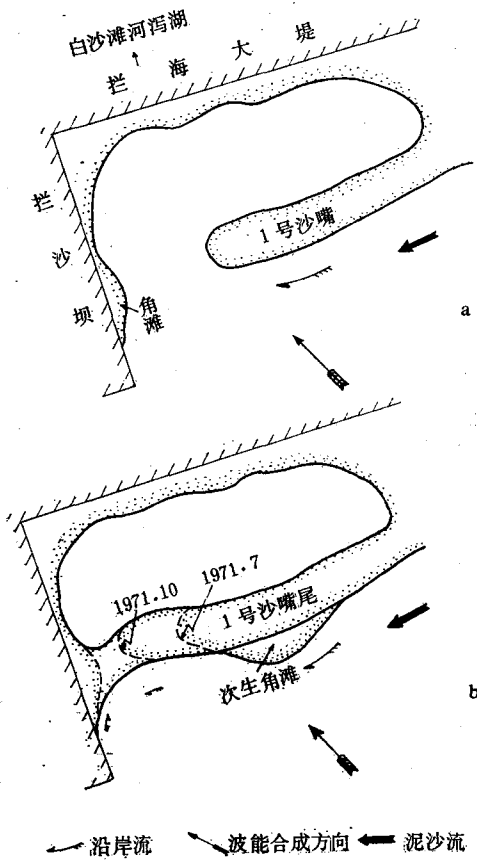 白沙滩河泻湖
拦海大堤
拦沙坝
1号沙嘴
角滩
a
1971.10
1971.7
1号沙嘴尾
次生角滩
b
沿岸流 波能合成方向 泥沙流